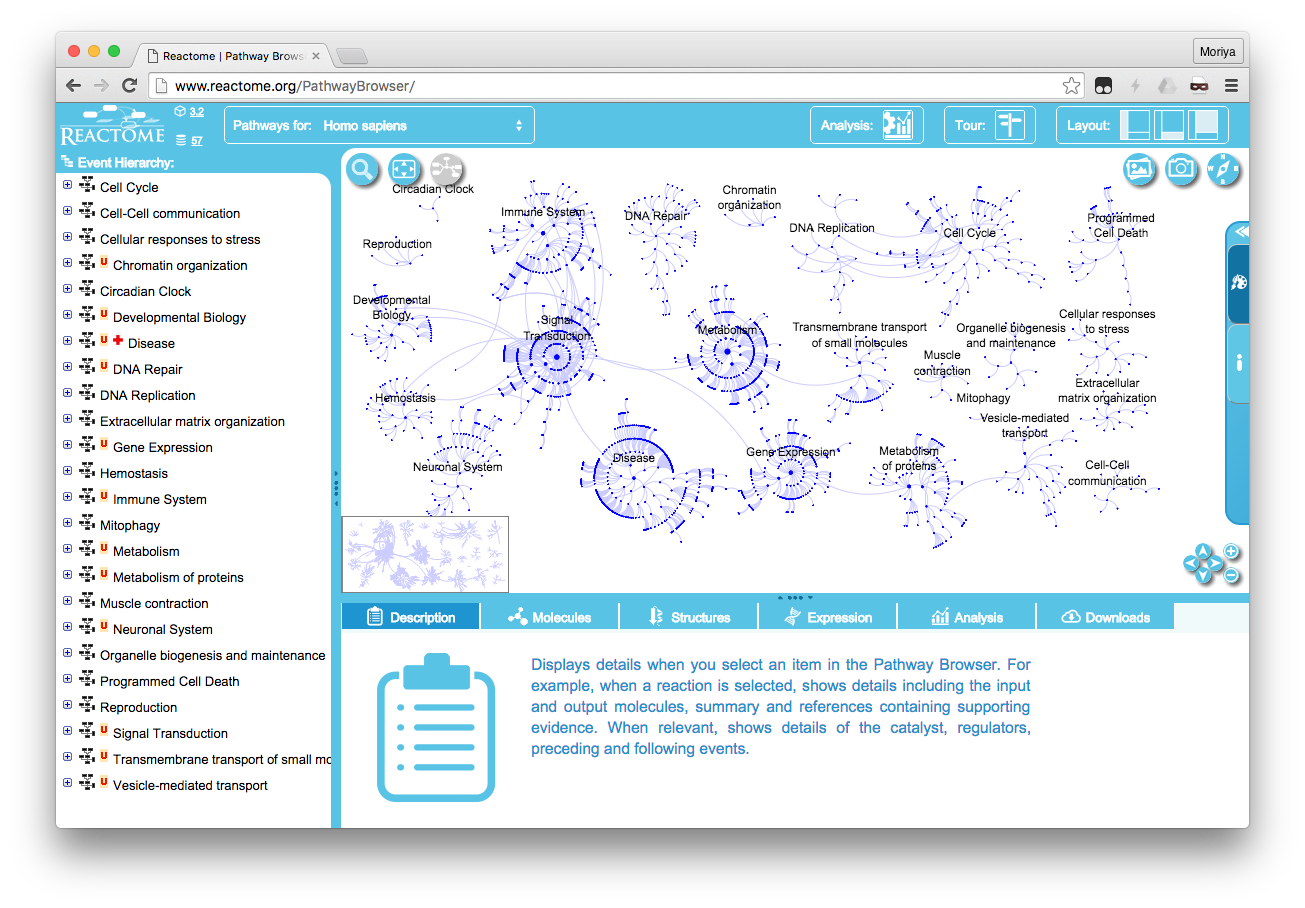 Reactome | Pathway Brows
Moriya
www.reactome.org/PathwayBrowser/
REACTOME
3.2
57
Pathways for: Homo sapiens
Analysis:
Tour:
Layout:
Event Hierarchy:
Cell Cycle
Cell-Cell communication
Cellular responses to stress
U Chromatin organization
Circadian Clock
U Developmental Biology
U Disease
U DNA Repair
DNA Replication
Extracellular matrix organization
U Gene Expression
Hemostasis
U Immune System
Mitophagy
U Metabolism
U Metabolism of proteins
Muscle contraction
U Neuronal System
Organelle biogenesis and maintenance
Programmed Cell Death
Reproduction
U Signal Transduction
U Transmembrane transport of small mo
U Vesicle-mediated transport
Circadian Clock
Immune System
DNA Repair
Chromatin
organization
DNA Replication
Cell Cycle
Programmed
Cell Death
Reproduction
Developmental
Biology
Signal
Transduction
Metabolism
Transmembrane transport
of small molecules
Organelle biogenesis
and maintenance
Cellular responses
to stress
Muscle
contraction
Mitophagy
Extracellular
matrix organization
Hemostasis
Vesicle-mediated
transport
Neuronal System
Disease
Gene Expression
Metabolism
of proteins
Cell-Cell
communication
Description
Molecules
Structures
Expression
Analysis
Downloads
Displays details when you select an item in the Pathway Browser. For
example, when a reaction is selected, shows details including the input
and output molecules, summary and references containing supporting
evidence. When relevant, shows details of the catalyst, regulators,
preceding and following events.